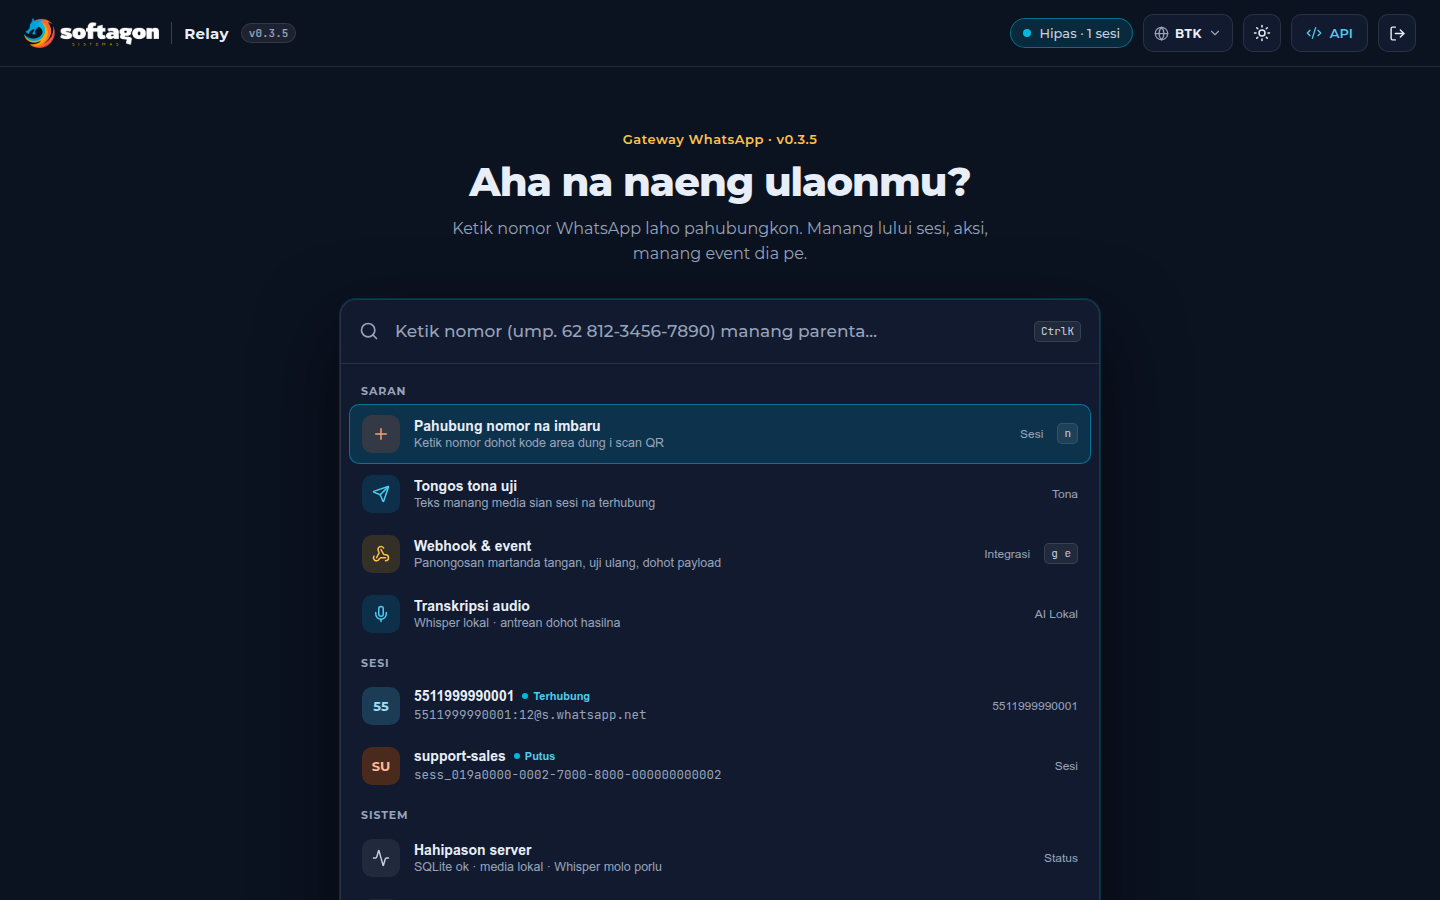 softagon
SISTEMAS
Relay
v0.3.5
Hipas · 1 sesi
BTK
API
Gateway WhatsApp · v0.3.5
Aha na naeng ulaonmu?
Ketik nomor WhatsApp laho pahubungkon. Manang lului sesi, aksi,
manang event dia pe.
Ketik nomor (ump. 62 812-3456-7890) manang parenta...
CtrlK
SARAN
Pahubung nomor na imbaru
Ketik nomor dohot kode area dung i scan QR
Sesi
n
Tongos tona uji
Teks manang media sian sesi na terhubung
Tona
Webhook & event
Panongosan martanda tangan, uji ulang, dohot payload
Integrasi
g e
Transkripsi audio
Whisper lokal · antrean dohot hasilna
AI Lokal
SESI
55
5511999990001
Terhubung
5511999990001:12@s.whatsapp.net
5511999990001
SU
support-sales
Putus
sess_019a0000-0002-7000-8000-000000000002
Sesi
SISTEM
Hahipason server
SQLite ok · media lokal · Whisper molo porlu
Status